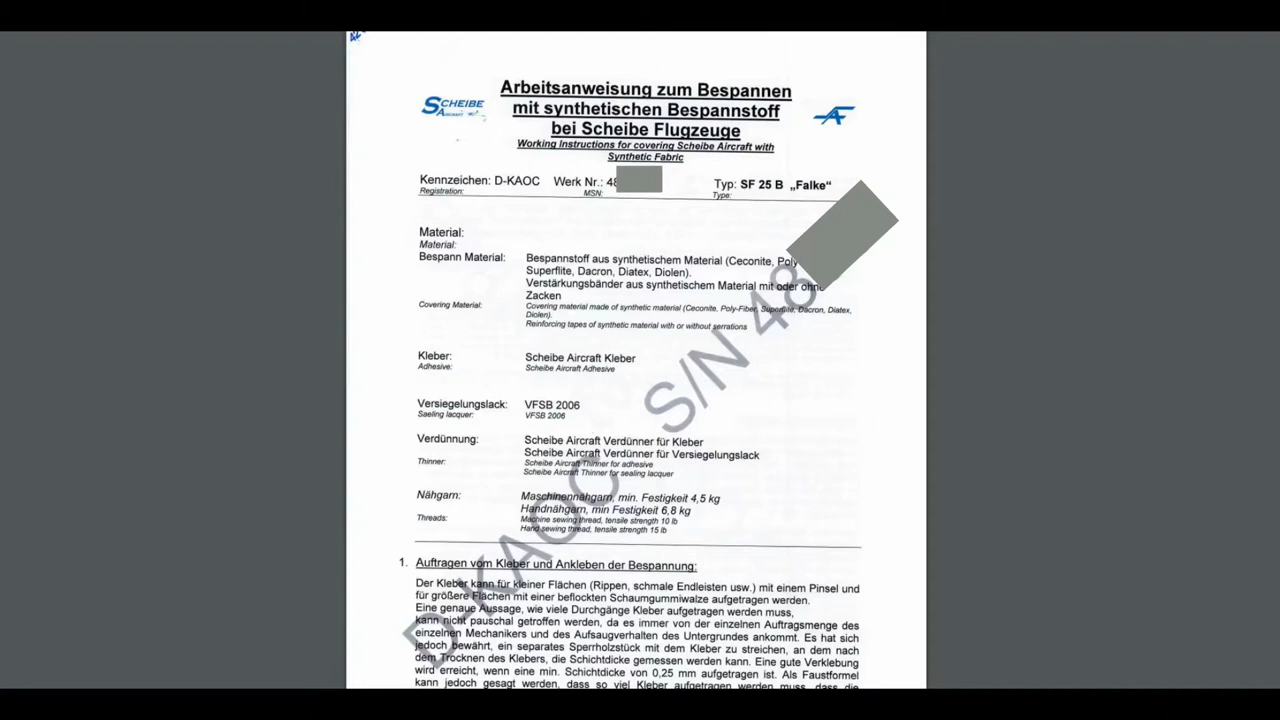 SCHEIBE
AIRCRAFT
Arbeitsanweisung zum Bespannen
mit synthetischen Bespannstoff
bei Scheibe Flugzeuge
Working Instructions for covering Scheibe Aircraft with
Synthetic Fabric
Kennzeichen: D-KAOC Werk Nr.: 48 Typ: SF 25 B „Falke“
Registration: MSN: Type:
Material:
Material:
Bespann Material: Bespannstoff aus synthetischem Material (Ceconite, Poly
Superflite, Dacron, Diatex, Diolen).
Verstärkungsbänder aus synthetischem Material mit oder ohne
Zacken
Covering Material: Covering material made of synthetic material (Ceconite, Poly-Fiber, Superflite, Dacron, Diatex,
Diolen).
Reinforcing tapes of synthetic material with or without serrations
Kleber: Scheibe Aircraft Kleber
Adhesive: Scheibe Aircraft Adhesive
Versiegelungslack: VFSB 2006
Saeling lacquer: VFSB 2006
Verdünnung: Scheibe Aircraft Verdünner für Kleber
Scheibe Aircraft Verdünner für Versiegelungslack
Thinner: Scheibe Aircraft Thinner for adhesive
Scheibe Aircraft Thinner for sealing lacquer
Nähgarn: Maschinennähgarn, min. Festigkeit 4,5 kg
Handnähgarn, min Festigkeit 6,8 kg
Threads: Machine sewing thread, tensile strength 10 lb
Hand sewing thread, tensile strength 15 lb
D-KAOC S/N 48
1. Auftragen vom Kleber und Ankleben der Bespannung:
Der Kleber kann für kleiner Flächen (Rippen, schmale Endleisten usw.) mit einem Pinsel und
für größere Flächen mit einer beflockten Schaumgummiwalze aufgetragen werden.
Eine genaue Aussage, wie viele Durchgänge Kleber aufgetragen werden muss,
kann nicht pauschal getroffen werden, da es immer von der einzelnen Auftragsmenge des
einzelnen Mechanikers und des Aufsaugverhalten des Untergrundes ankommt. Es hat sich
jedoch bewährt, ein separates Sperrholzstück mit dem Kleber zu streichen, an dem nach
dem Trocknen des Klebers, die Schichtdicke gemessen werden kann. Eine gute Verklebung
wird erreicht, wenn eine min. Schichtdicke von 0,25 mm aufgetragen ist. Als Faustformel
kann jedoch gesagt werden, dass so viel Kleber aufgetragen werden muss, dass die